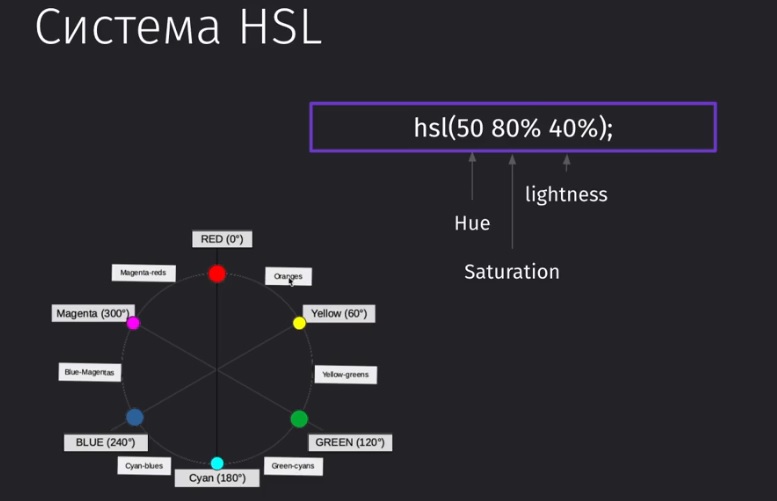 Система HSL
hsl(50 80% 40%);
lightness
Hue
Saturation
RED (0°)
Magenta-reds
Oranges
Magenta (300°)
Yellow (60°)
Blue-Magentas
Yellow-greens
BLUE (240°)
GREEN (120°)
Cyan-blues
Green-cyans
Cyan (180°)